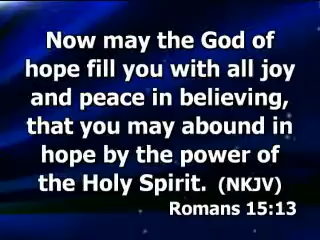 Now may the God of
hope fill you with all joy
and peace in believing,
that you may abound in
hope by the power of
the Holy Spirit. (NKJV)
Romans 15:13